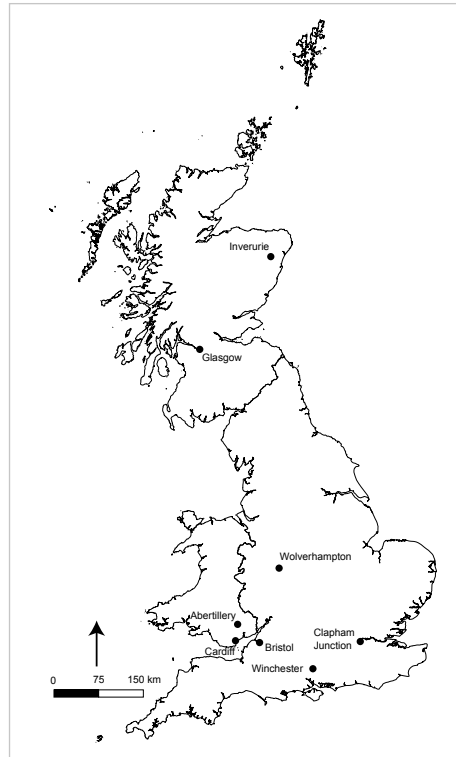 Inverurie
Glasgow
Wolverhampton
Abertillery
Clapham
Junction
Cardiff
Bristol
Winchester
0 75 150 km